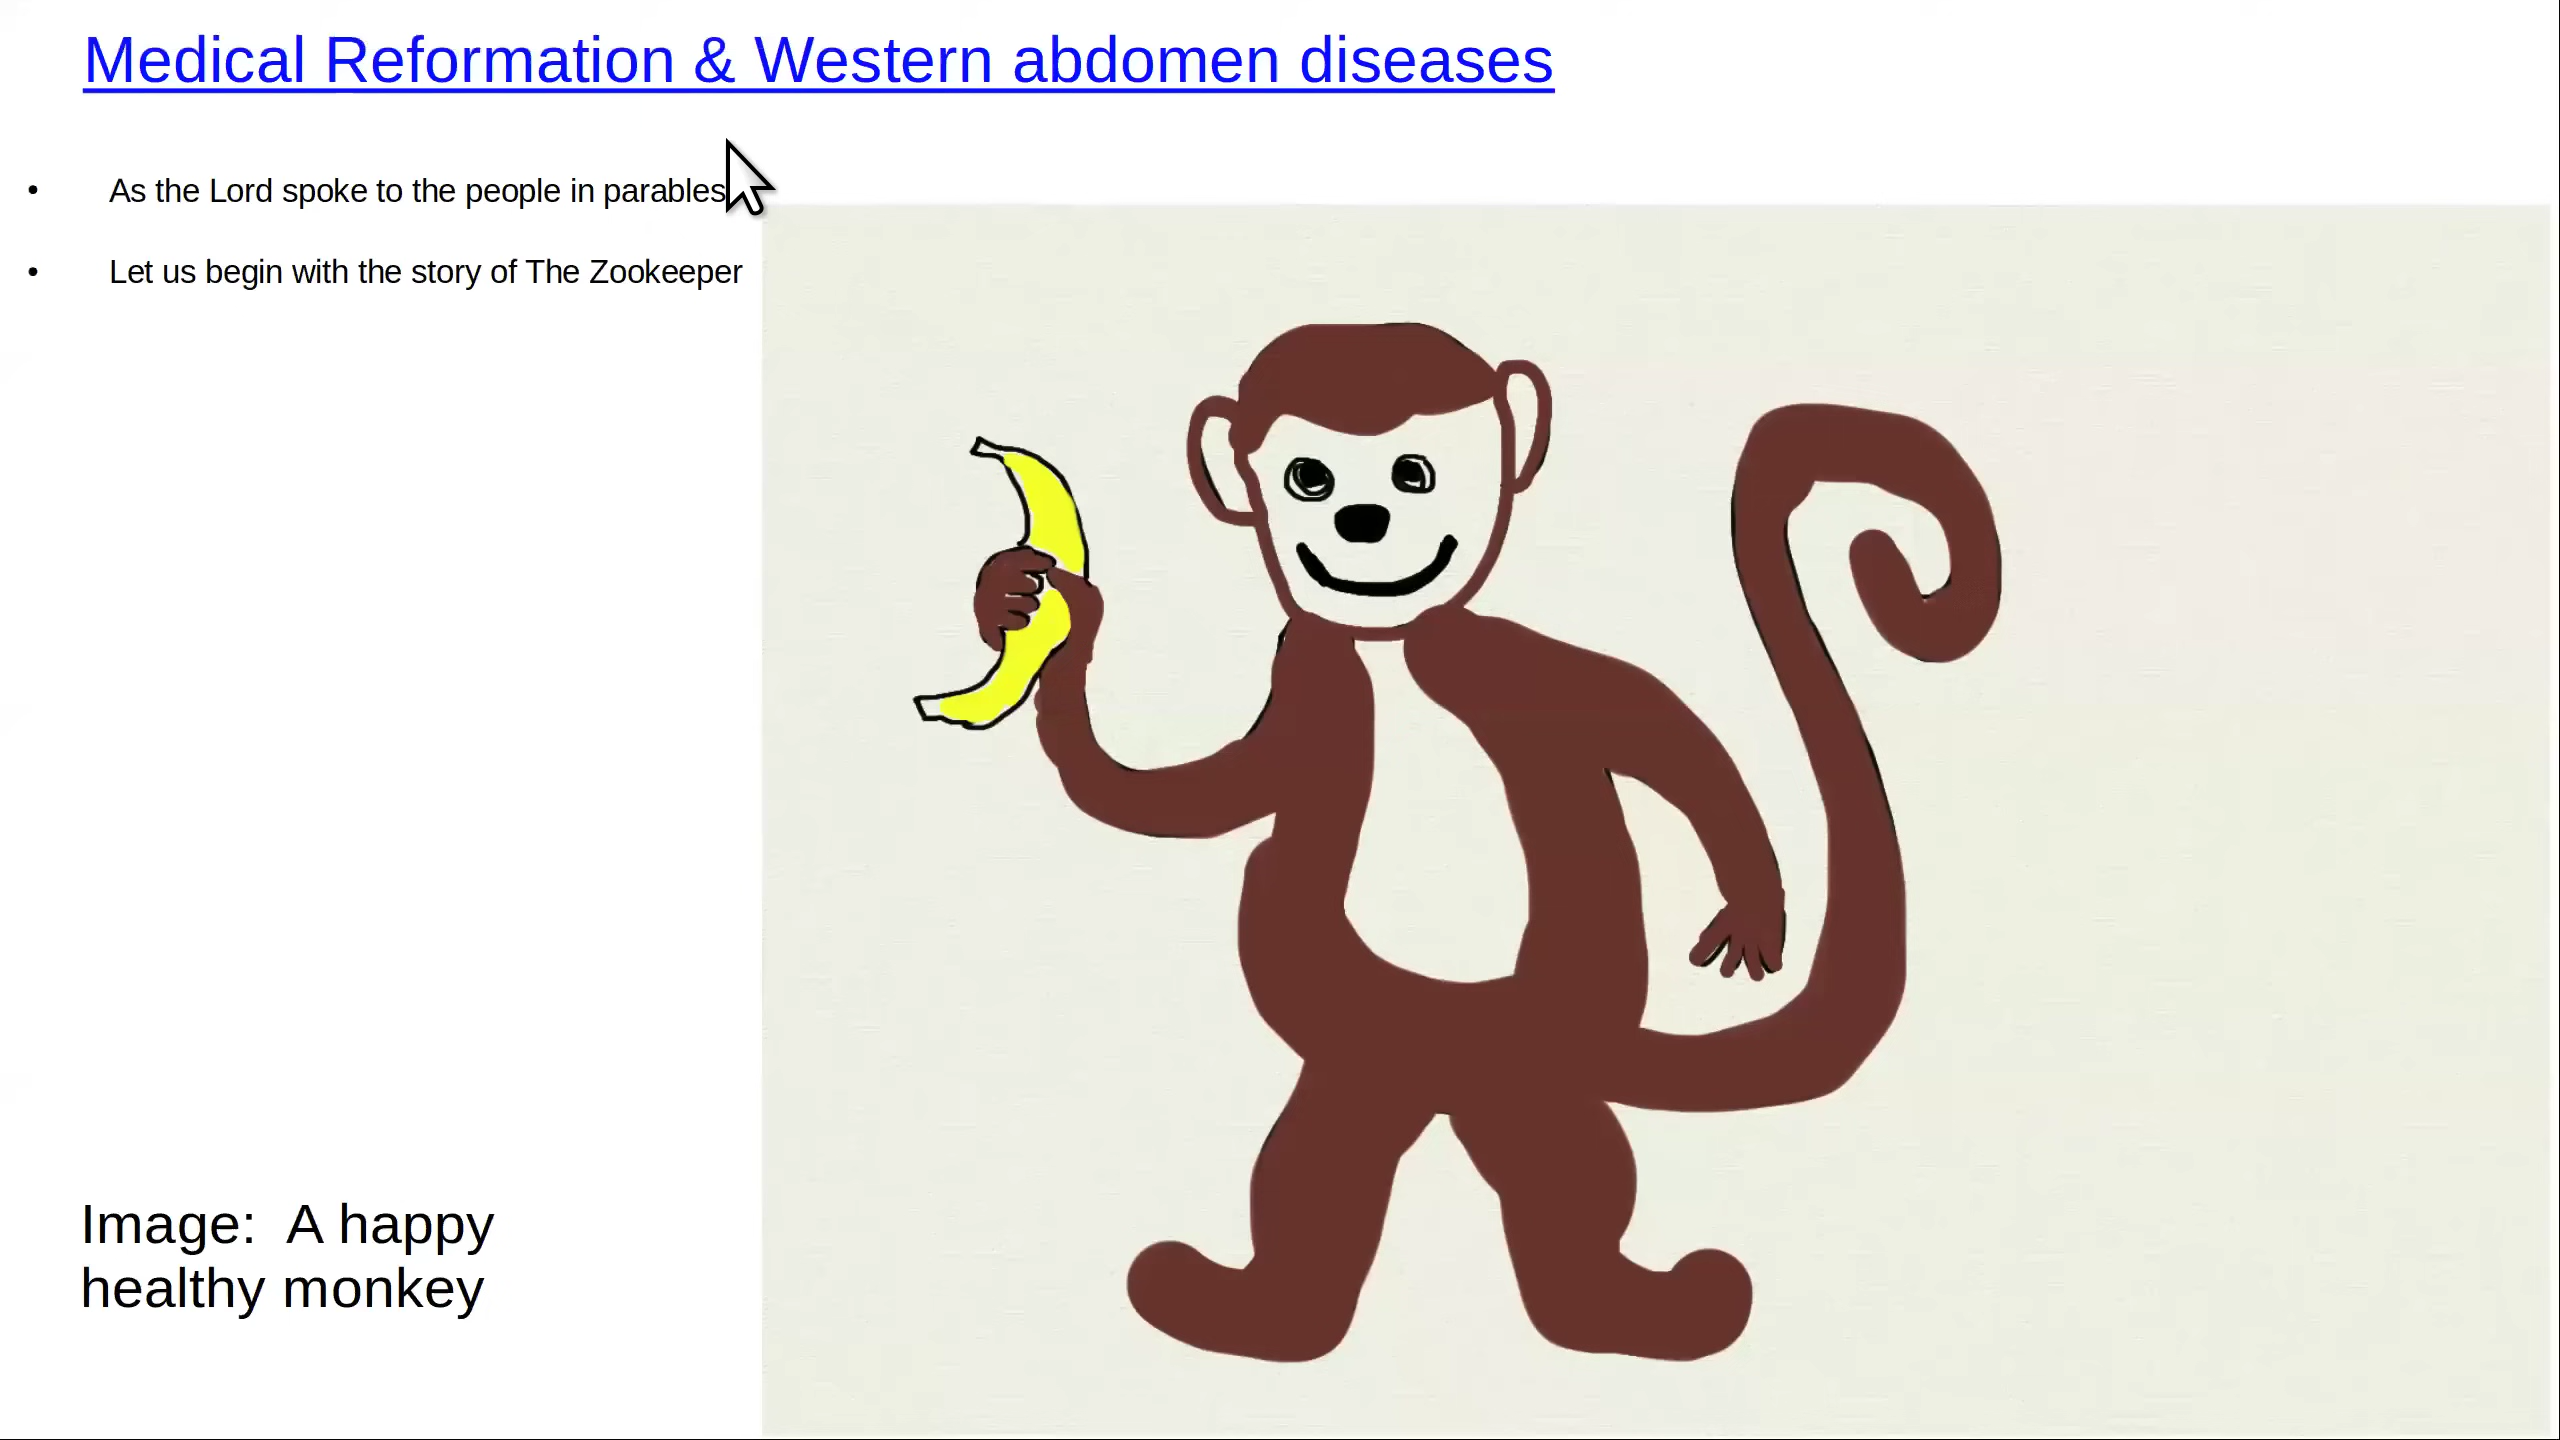 Medical Reformation & Western abdomen diseases
• As the Lord spoke to the people in parables
• Let us begin with the story of The Zookeeper
Image:  A happy
healthy monkey